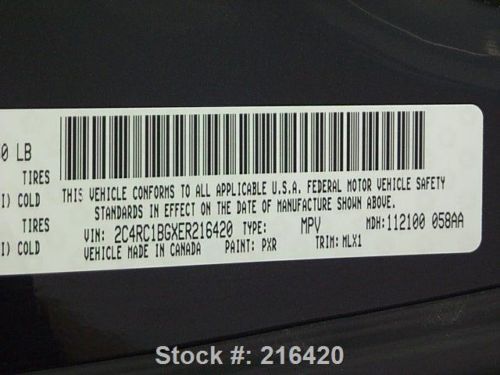 0 LB
TIRES
I) COLD
TIRES
I) COLD
THIS VEHICLE CONFORMS TO ALL APPLICABLE U.S.A. FEDERAL MOTOR VEHICLE SAFETY
STANDARDS IN EFFECT ON THE DATE OF MANUFACTURE SHOWN ABOVE.
VIN: 2C4RC1BGXER216420 TYPE: MPV MDH: 112100 058AA
VEHICLE MADE IN CANADA PAINT: PXR TRIM: MLX1
Stock #: 216420